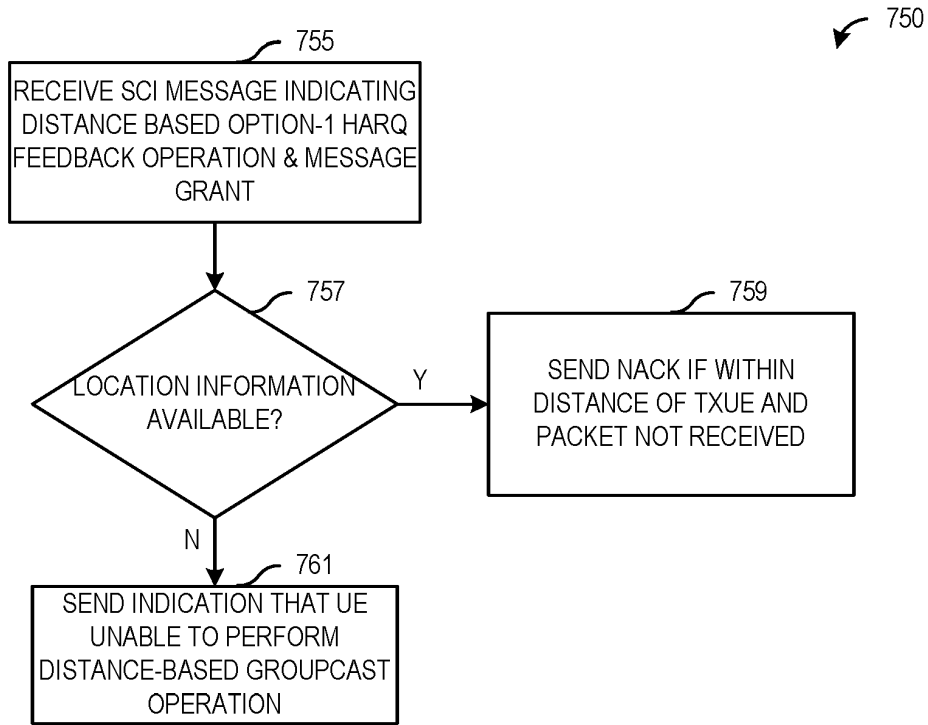 750
755
RECEIVE SCI MESSAGE INDICATING
DISTANCE BASED OPTION-1 HARQ
FEEDBACK OPERATION & MESSAGE
GRANT
757
LOCATION INFORMATION
AVAILABLE?
Y
759
SEND NACK IF WITHIN
DISTANCE OF TXUE AND
PACKET NOT RECEIVED
N
761
SEND INDICATION THAT UE
UNABLE TO PERFORM
DISTANCE-BASED GROUPCAST
OPERATION